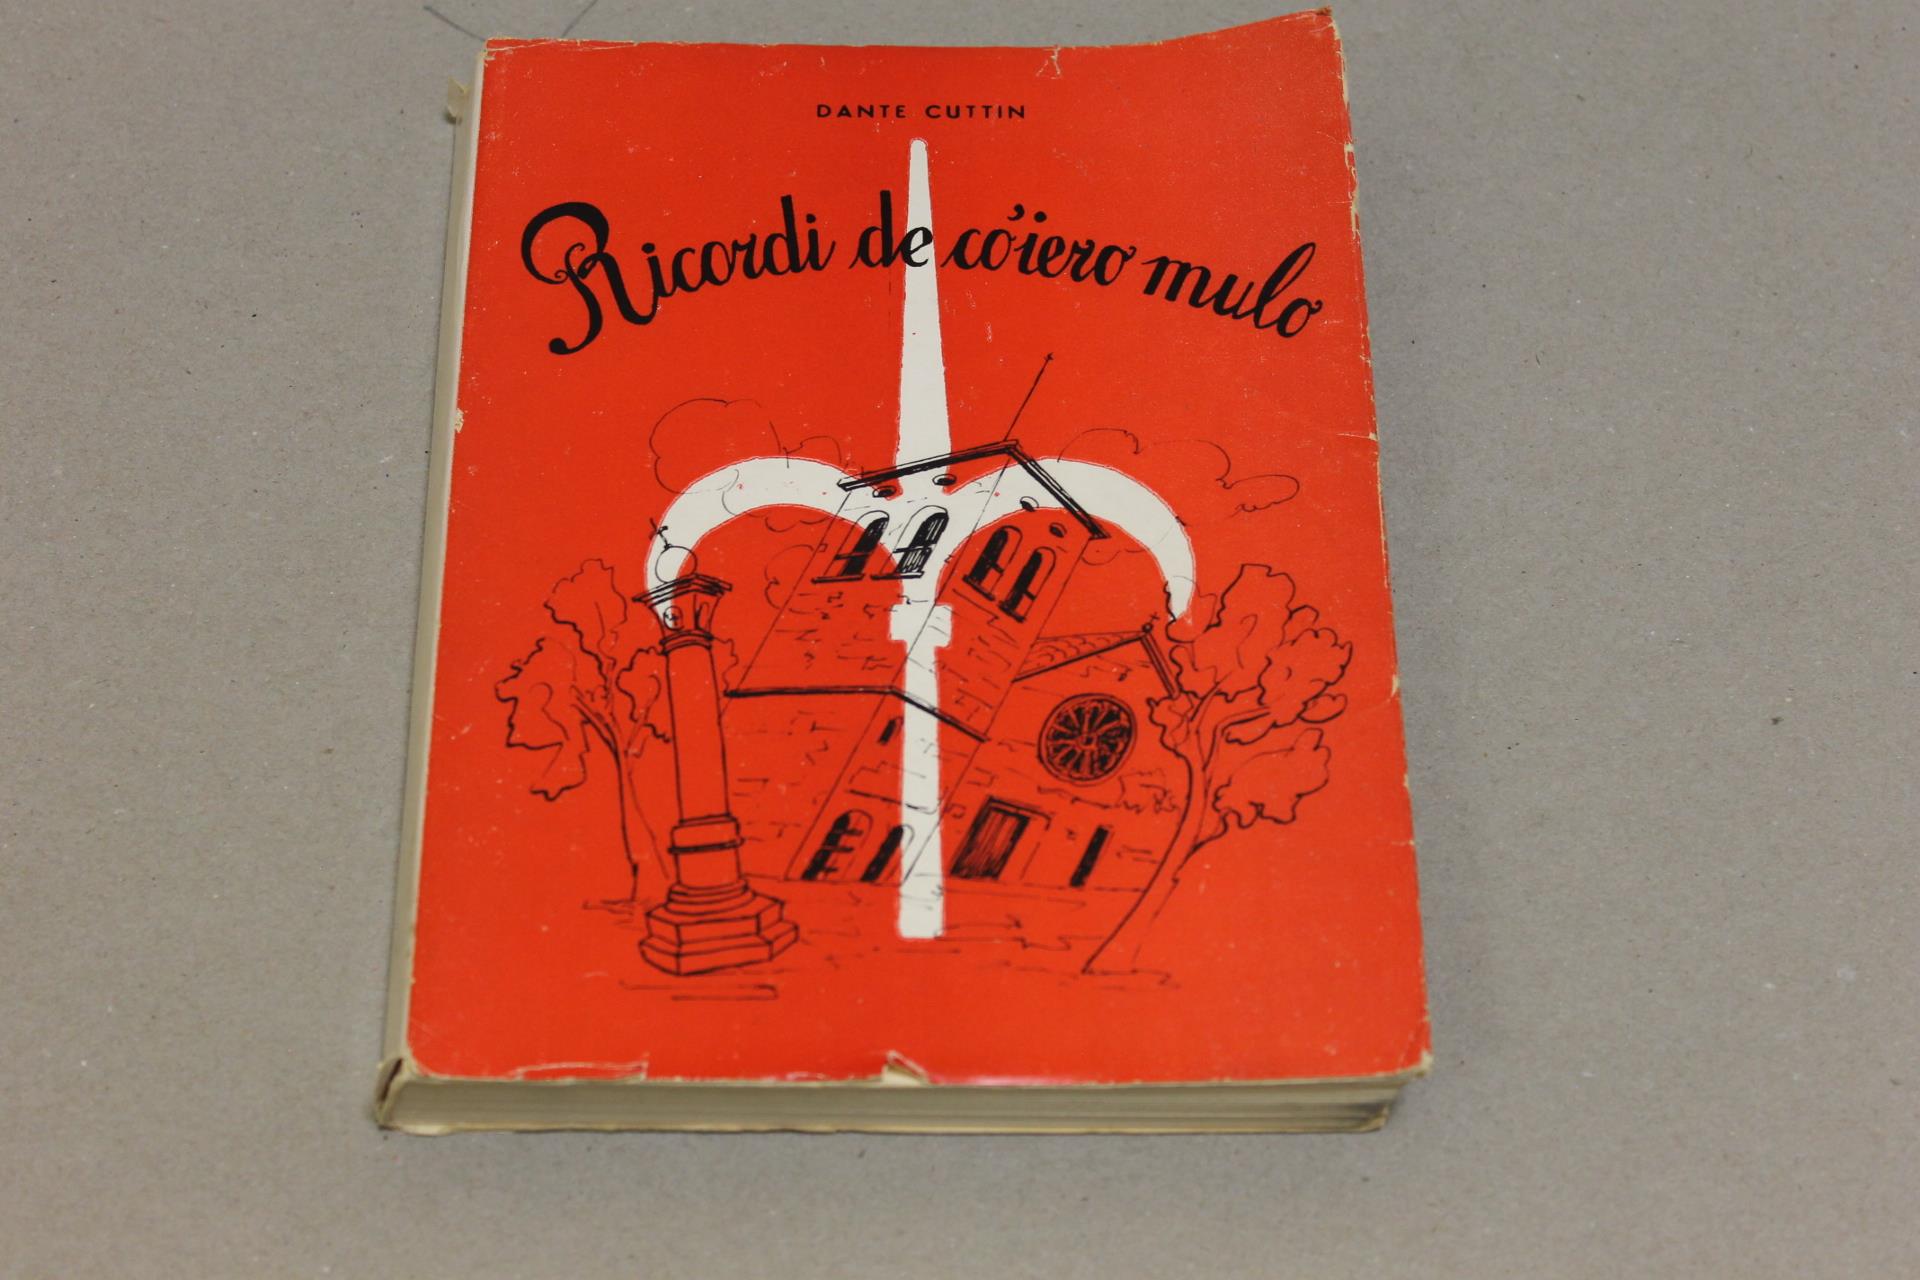 DANTE CUTTIN
Ricordi de co'iero mulo